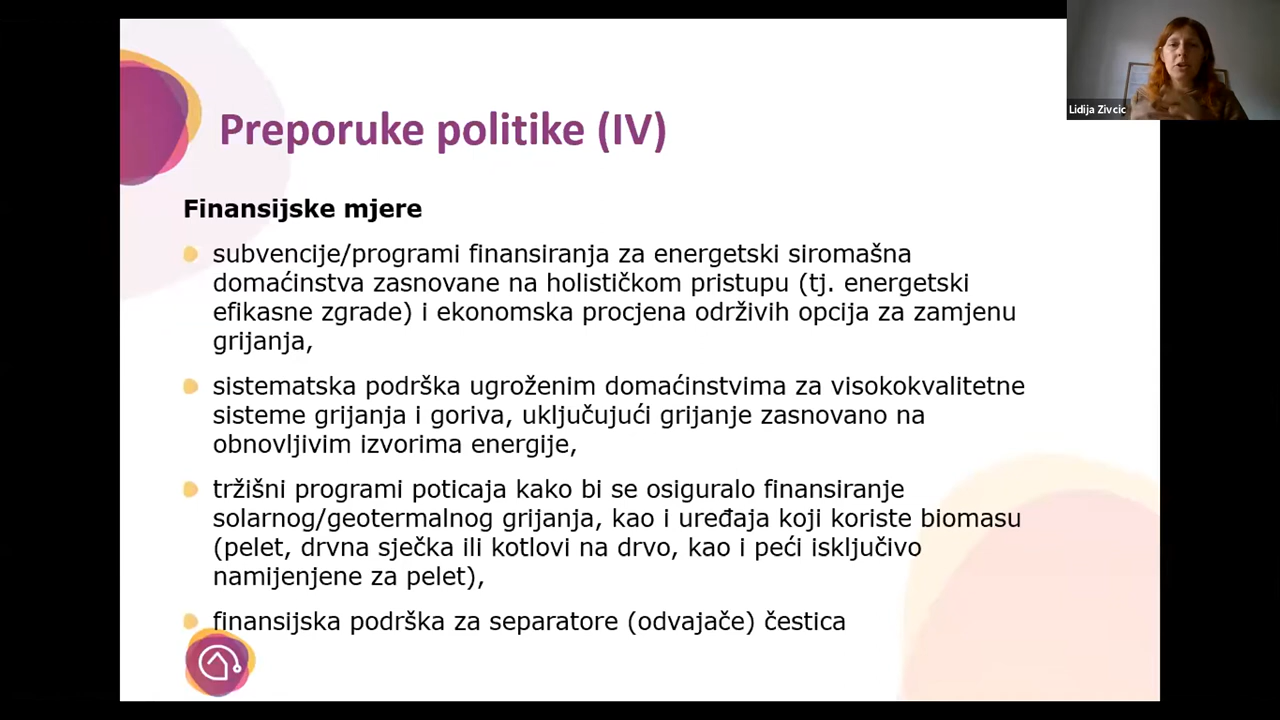 Preporuke politike (IV)
Lidija Zivcic
Finansijske mjere
subvencije/programi finansiranja za energetski siromašna
domaćinstva zasnovane na holističkom pristupu (tj. energetski
efikasne zgrade) i ekonomska procjena održivih opcija za zamjenu
grijanja,
sistematska podrška ugroženim domaćinstvima za visokokvalitetne
sisteme grijanja i goriva, uključujući grijanje zasnovano na
obnovljivim izvorima energije,
tržišni programi poticaja kako bi se osiguralo finansiranje
solarnog/geotermalnog grijanja, kao i uređaja koji koriste biomasu
(pelet, drvna sječka ili kotlovi na drvo, kao i peći isključivo
namijenjene za pelet),
finansijska podrška za separatore (odvajače) čestica